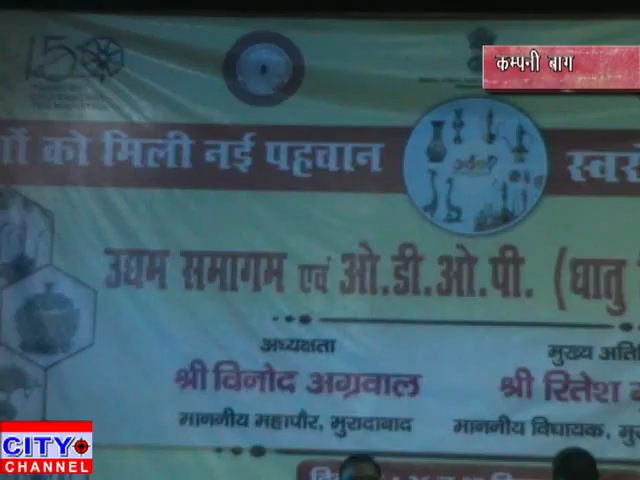 150
कम्पनी बाग
को मिली नई पहचान
उद्यम समागम एवं ओ.डी.ओ.पी. (धातु
अध्यक्षता
मुख्य
श्री विनोद अग्रवाल
श्री रितेश
माननीय महापौर, मुरादाबाद
माननीय विधायक,
CITY
CHANNEL